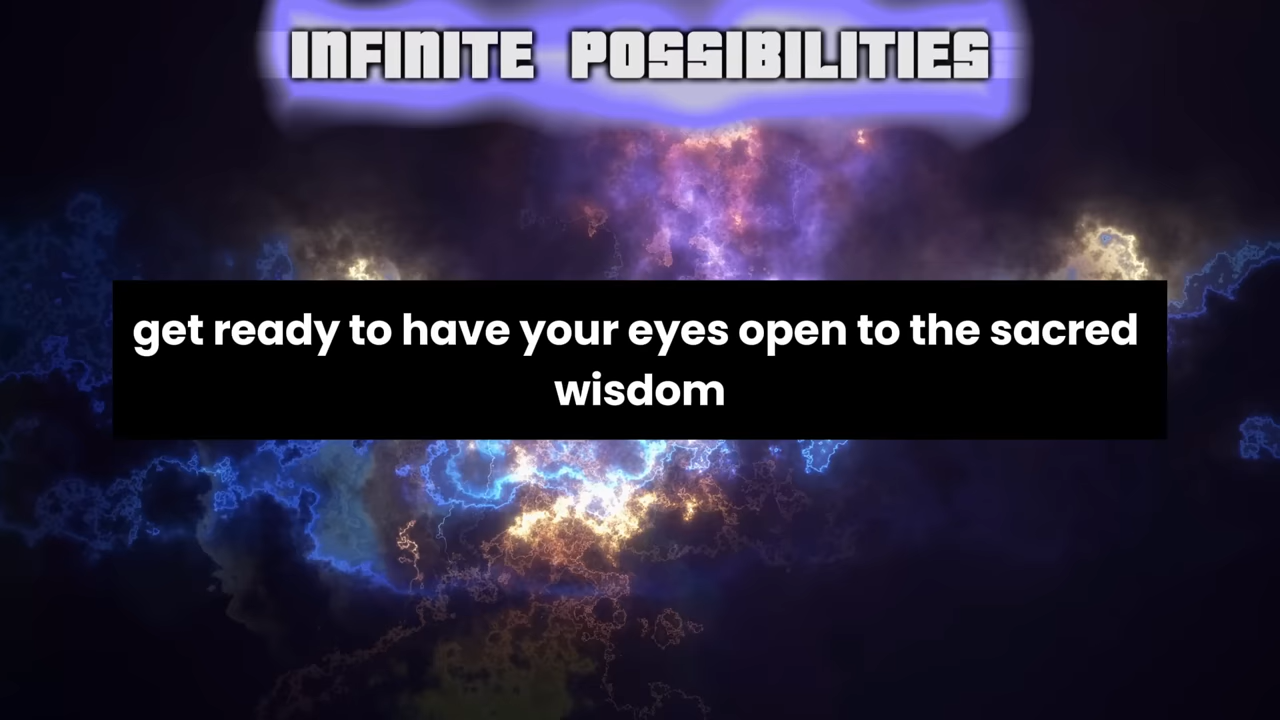 INFINITE POSSIBILITIES
get ready to have your eyes open to the sacred
wisdom